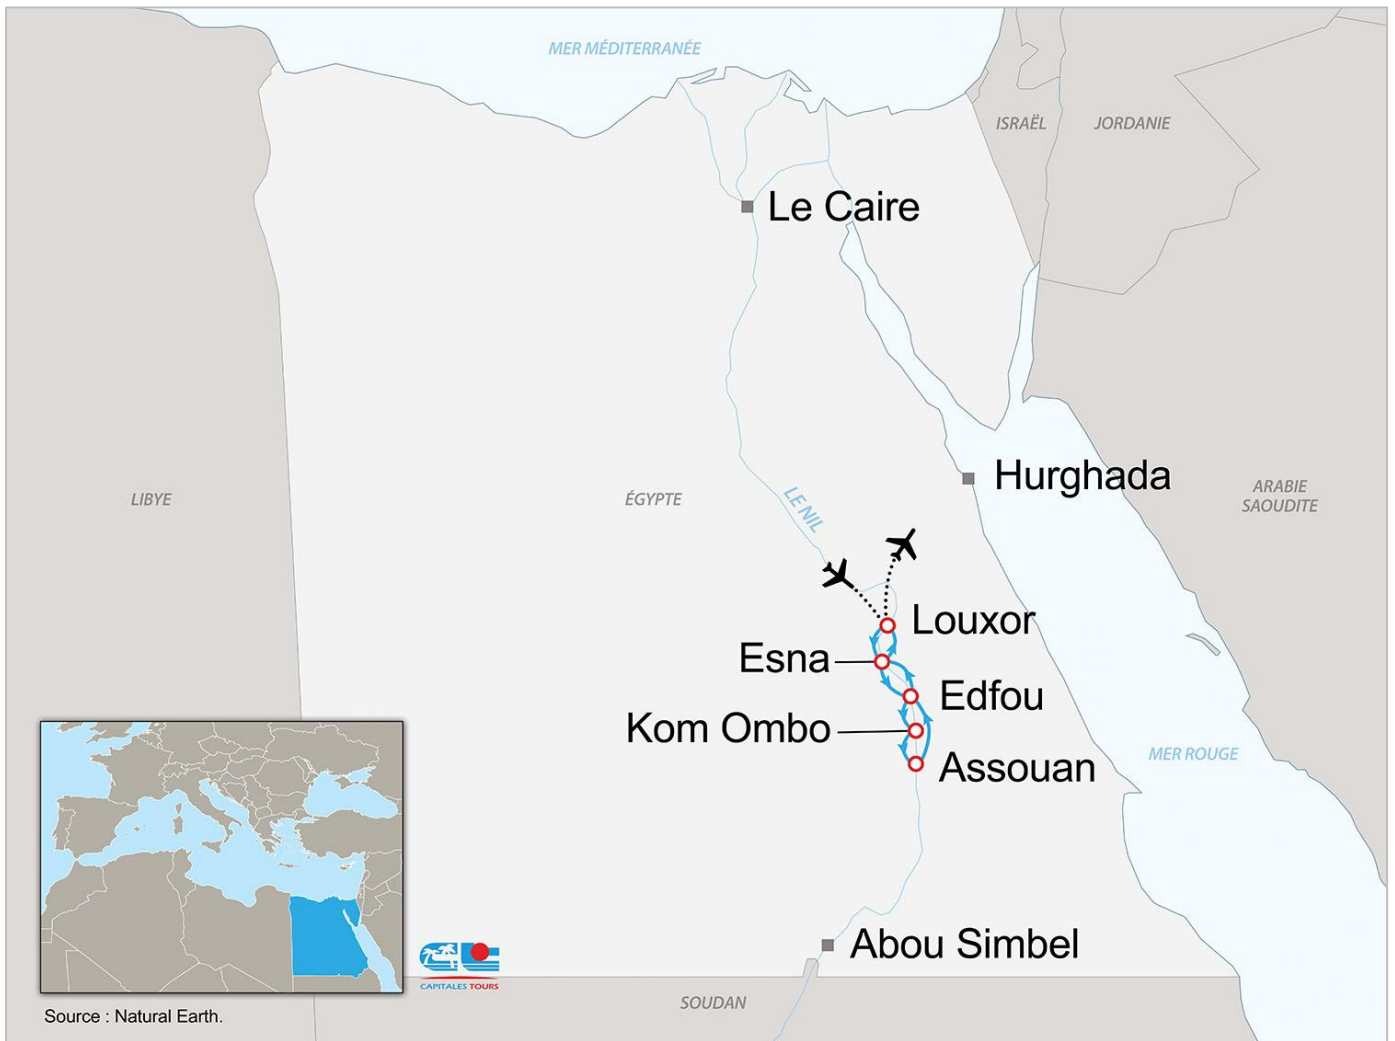 MER MÉDITERRANÉE
ISRAËL
JORDANIE
Le Caire
Hurghada
LIBYE
ÉGYPTE
LE NIL
ARABIE
SAOUDITE
Louxor
Esna
Edfou
Kom Ombo
MER ROUGE
Assouan
Abou Simbel
CAPITALES TOURS
SOUDAN
Source : Natural Earth.